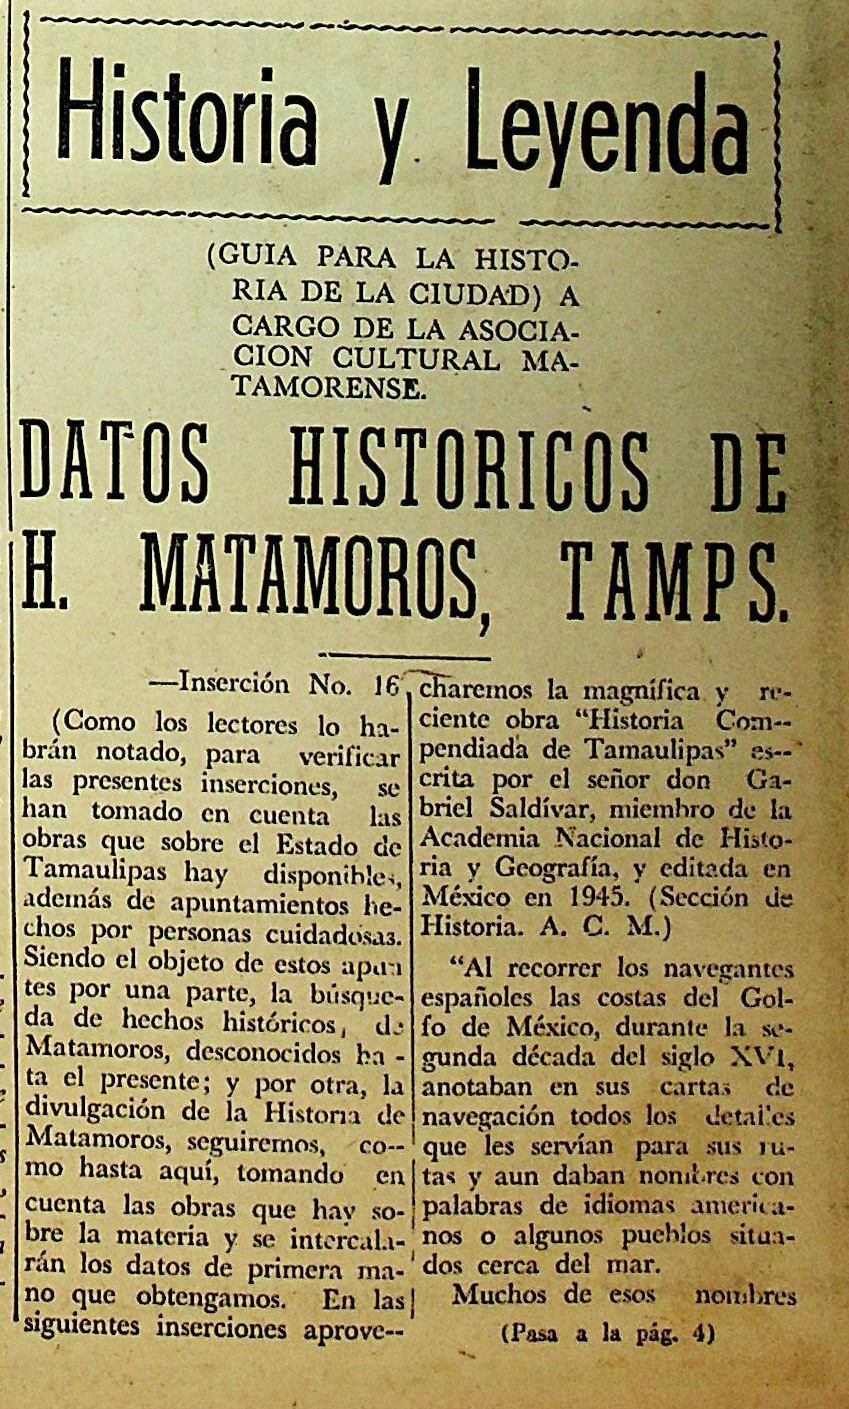 Historia y Leyenda
(GUIA PARA LA HISTO-
RIA DE LA CIUDAD) A
CARGO DE LA ASOCIA-
CION CULTURAL MA-
TAMORENSE.
DATOS HISTORICOS DE
H. MATAMOROS, TAMPS.
—Inserción No. 16
(Como los lectores lo ha-
brán notado, para verificar
las presentes inserciones, se
han tomado en cuenta las
obras que sobre el Estado de
Tamaulipas hay disponibles,
además de apuntamientos he-
chos por personas cuidadosas.
Siendo el objeto de estos apun
tes por una parte, la búsque-
da de hechos históricos, de
Matamoros, desconocidos ha -
ta el presente; y por otra, la
divulgación de la Historia de
Matamoros, seguiremos, co--
mo hasta aquí, tomando en
cuenta las obras que hay so-
bre la materia y se intercala-
rán los datos de primera ma-
no que obtengamos. En las
siguientes inserciones aprove--
charemos la magnífica y re-
ciente obra "Historia Com--
pendiada de Tamaulipas" es--
crita por el señor don Ga-
briel Saldívar, miembro de la
Academia Nacional de Histo-
ria y Geografía, y editada en
México en 1945. (Sección de
Historia. A. C. M.)
"Al recorrer los navegantes
españoles las costas del Gol-
fo de México, durante la se-
gunda década del siglo XVI,
anotaban en sus cartas de
navegación todos los detalles
que les servían para sus ru-
tas y aun daban nombres con
palabras de idiomas america-
nos o algunos pueblos situa-
dos cerca del mar.
Muchos de esos nombres
(Pasa a la pág. 4)